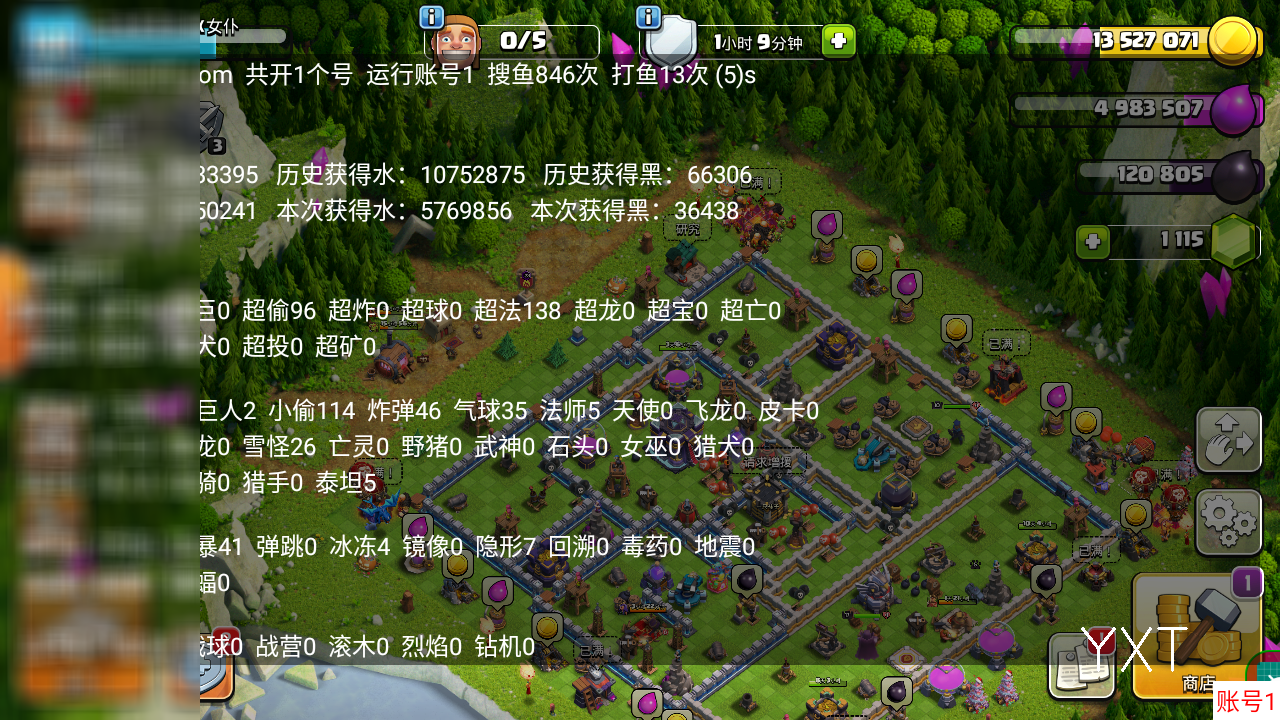 女仆
0/5
1小时 9分钟
13 527 071
om 共开1个号 运行账号1 搜鱼846次 打鱼13次 (5)s
4 983 507
3
33395 历史获得水：10752875 历史获得黑：66306
已满！
120 805
50241 本次获得水：5769856 本次获得黑：36438
研究
1 115
巨0 超偷96 超炸0 超球0 超法138 超龙0 超宝0 超亡0
犬0 超投0 超矿0
已满！
巨人2 小偷114 炸弹46 气球35 法师5 天使0 飞龙0 皮卡0
龙0 雪怪26 亡灵0 野猪0 武神0 石头0 女巫0 猎犬0
请求增援
满！
骑0 猎手0 泰坦5
暴41 弹跳0 冰冻4 镜像0 隐形7 回溯0 毒药0 地震0
已满！
蝠0
1
球0 战营0 滚木0 烈焰0 钻机0
已满！
YXT
商店
账号1